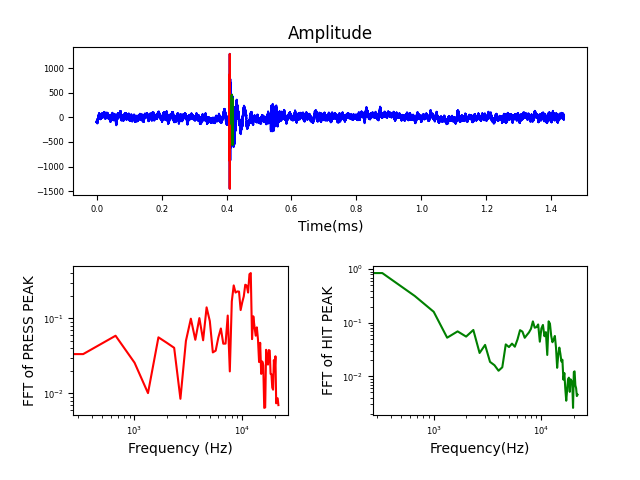 Amplitude
1000
500
0
−500
−1000
−1500
0.0 0.2 0.4 0.6 0.8 1.0 1.2 1.4
Time(ms)
FFT of PRESS PEAK
10⁻¹
10⁻²
10³ 10⁴
Frequency (Hz)
FFT of HIT PEAK
10⁰
10⁻¹
10⁻²
10³ 10⁴
Frequency(Hz)